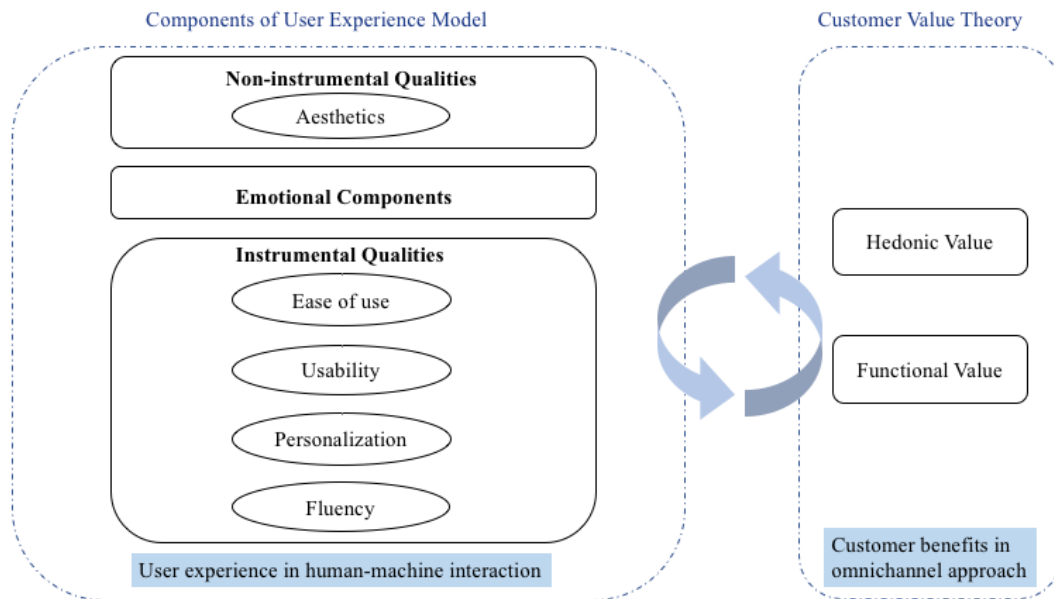 Components of User Experience Model
Non-instrumental Qualities
Aesthetics
Emotional Components
Instrumental Qualities
Ease of use
Usability
Personalization
Fluency
User experience in human-machine interaction
Customer Value Theory
Hedonic Value
Functional Value
Customer benefits in
omnichannel approach